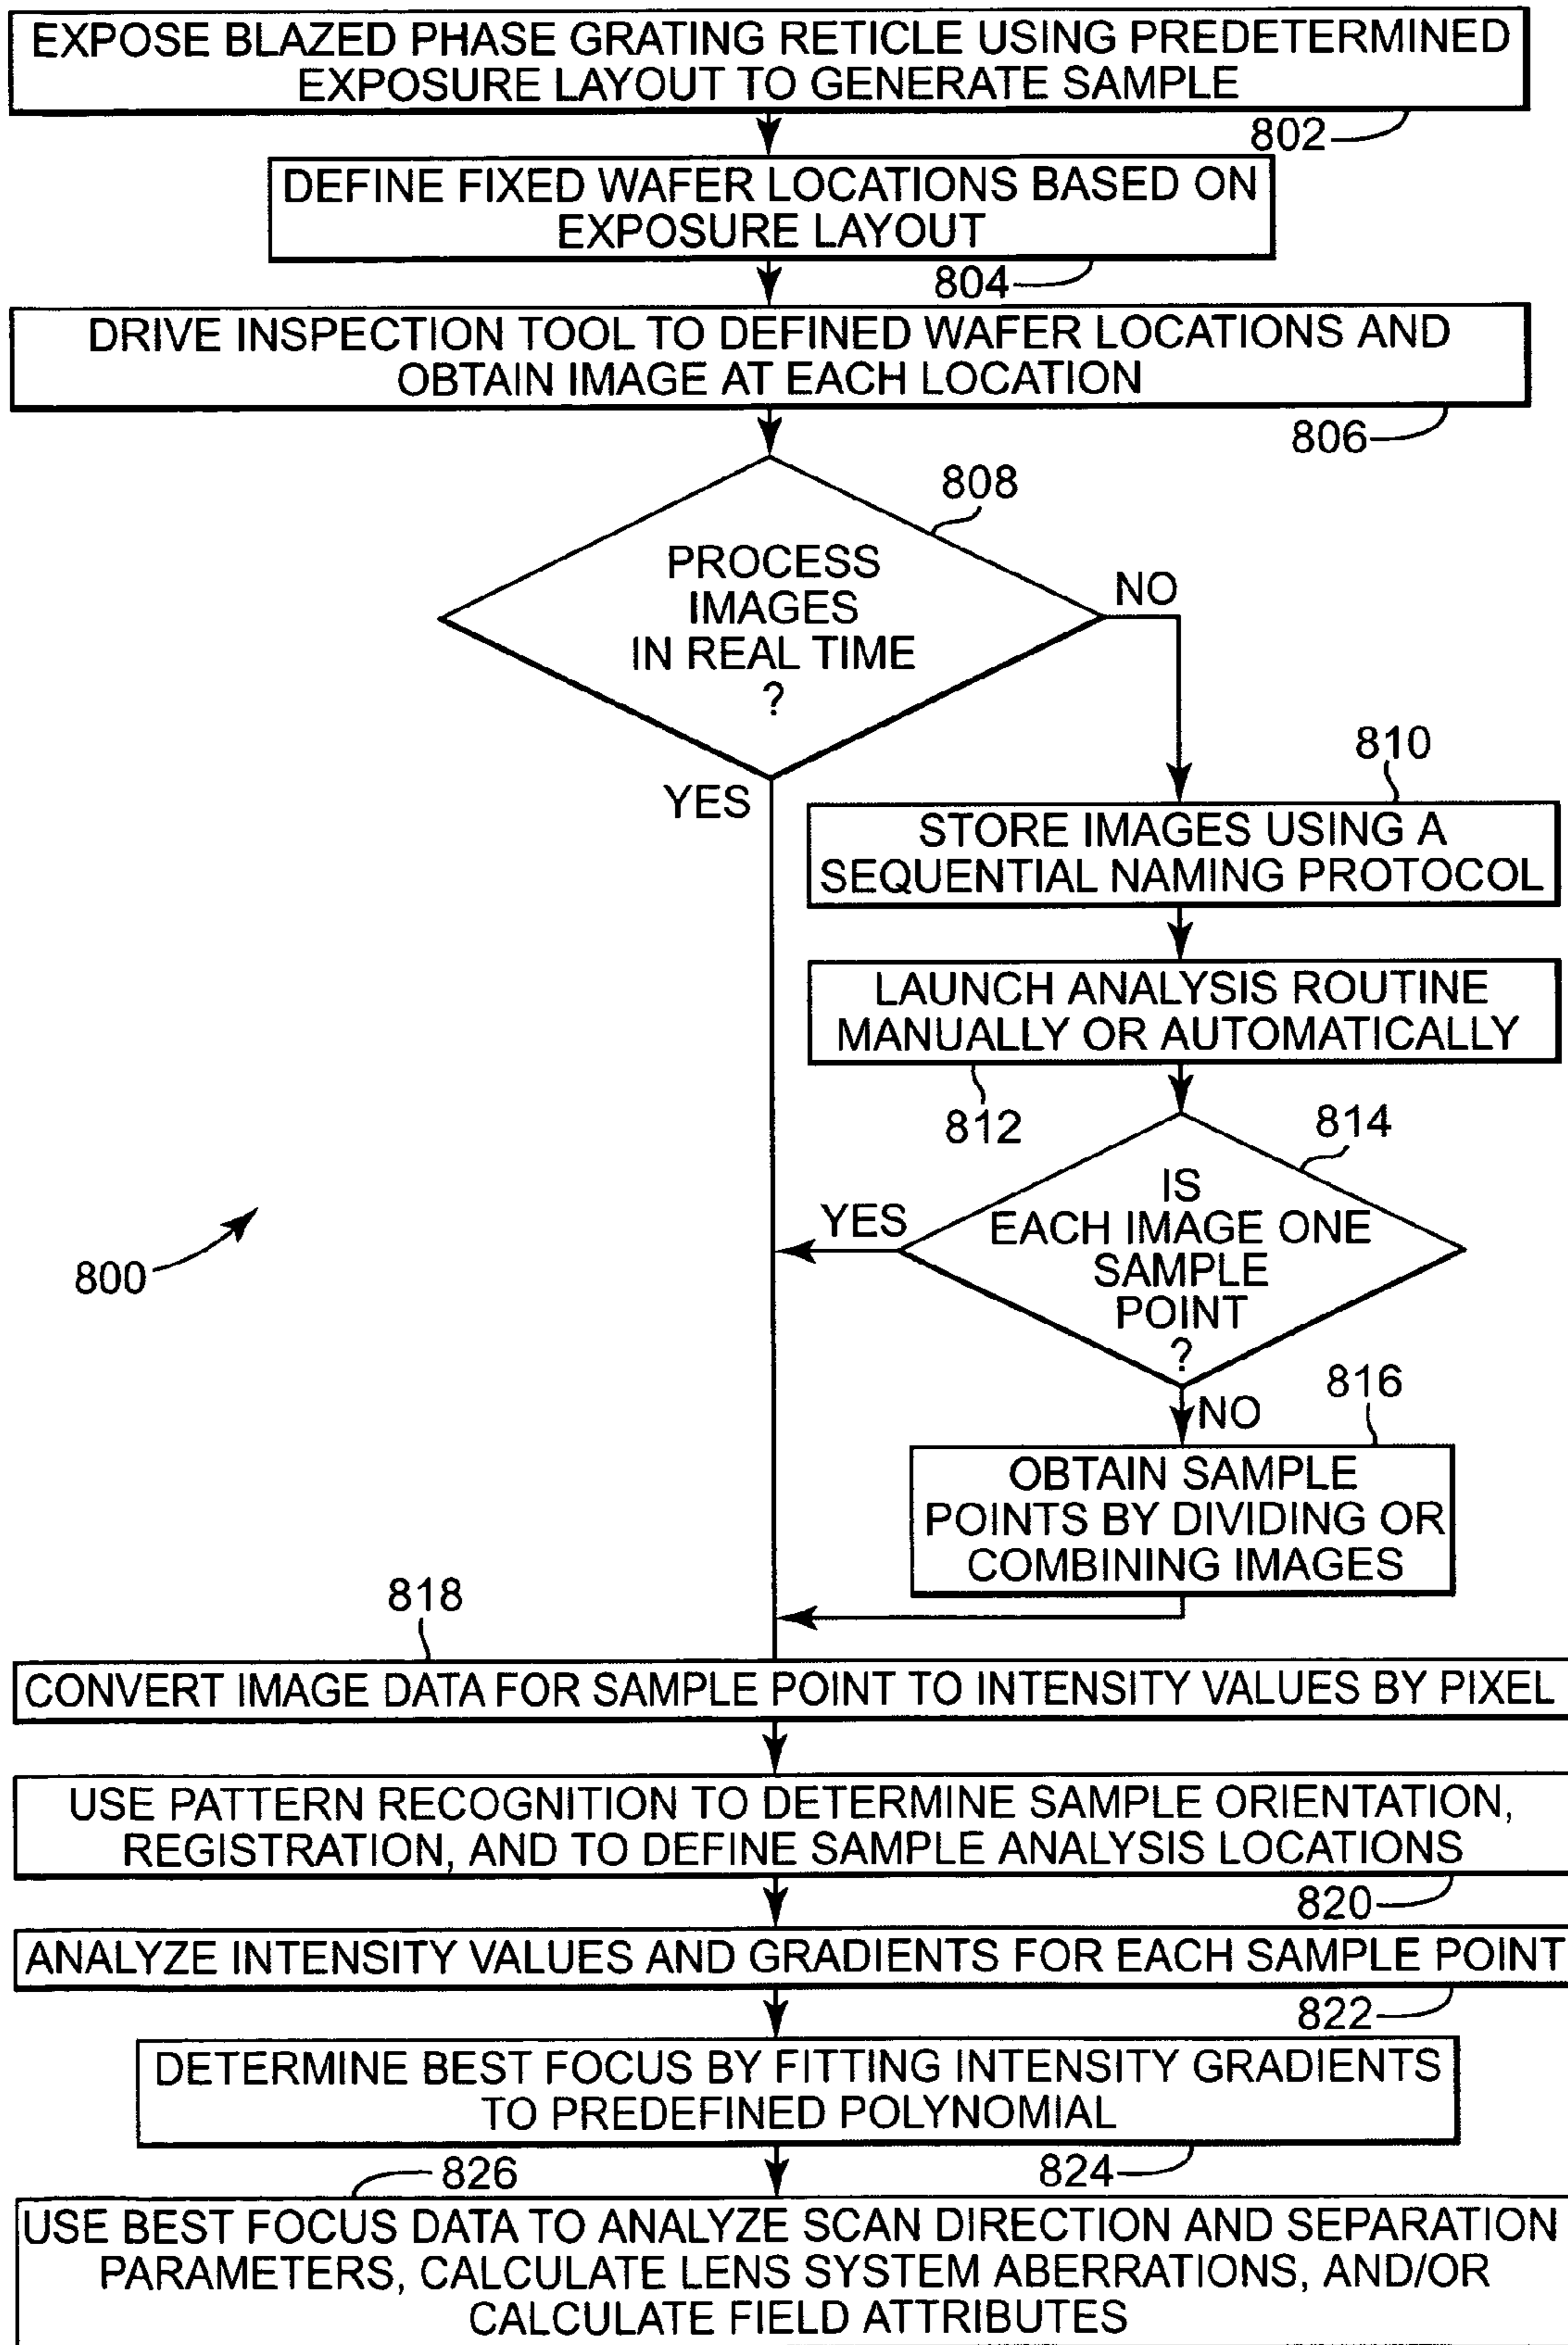 EXPOSE BLAZED PHASE GRATING RETICLE USING PREDETERMINED
EXPOSURE LAYOUT TO GENERATE SAMPLE
802
DEFINE FIXED WAFER LOCATIONS BASED ON
EXPOSURE LAYOUT
804
DRIVE INSPECTION TOOL TO DEFINED WAFER LOCATIONS AND
OBTAIN IMAGE AT EACH LOCATION
806
808
PROCESS
IMAGES
IN REAL TIME
?
NO
YES
810
STORE IMAGES USING A
SEQUENTIAL NAMING PROTOCOL
LAUNCH ANALYSIS ROUTINE
MANUALLY OR AUTOMATICALLY
812
814
IS
EACH IMAGE ONE
SAMPLE
POINT
?
YES
800
NO
816
OBTAIN SAMPLE
POINTS BY DIVIDING OR
COMBINING IMAGES
818
CONVERT IMAGE DATA FOR SAMPLE POINT TO INTENSITY VALUES BY PIXEL
USE PATTERN RECOGNITION TO DETERMINE SAMPLE ORIENTATION,
REGISTRATION, AND TO DEFINE SAMPLE ANALYSIS LOCATIONS
820
ANALYZE INTENSITY VALUES AND GRADIENTS FOR EACH SAMPLE POINT
822
DETERMINE BEST FOCUS BY FITTING INTENSITY GRADIENTS
TO PREDEFINED POLYNOMIAL
824
826
USE BEST FOCUS DATA TO ANALYZE SCAN DIRECTION AND SEPARATION
PARAMETERS, CALCULATE LENS SYSTEM ABERRATIONS, AND/OR
CALCULATE FIELD ATTRIBUTES